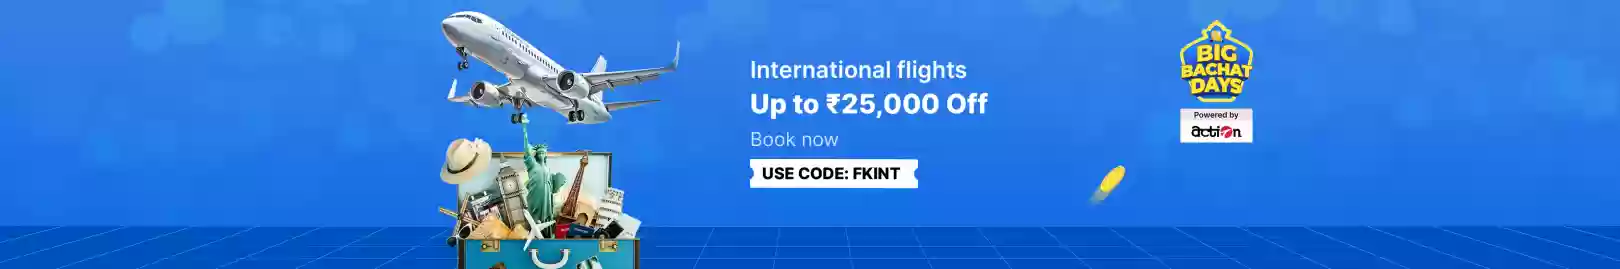 International flights
Up to ₹25,000 Off
Book now
USE CODE: FKINT
BIG
BACHAT
DAYS
Powered by
action